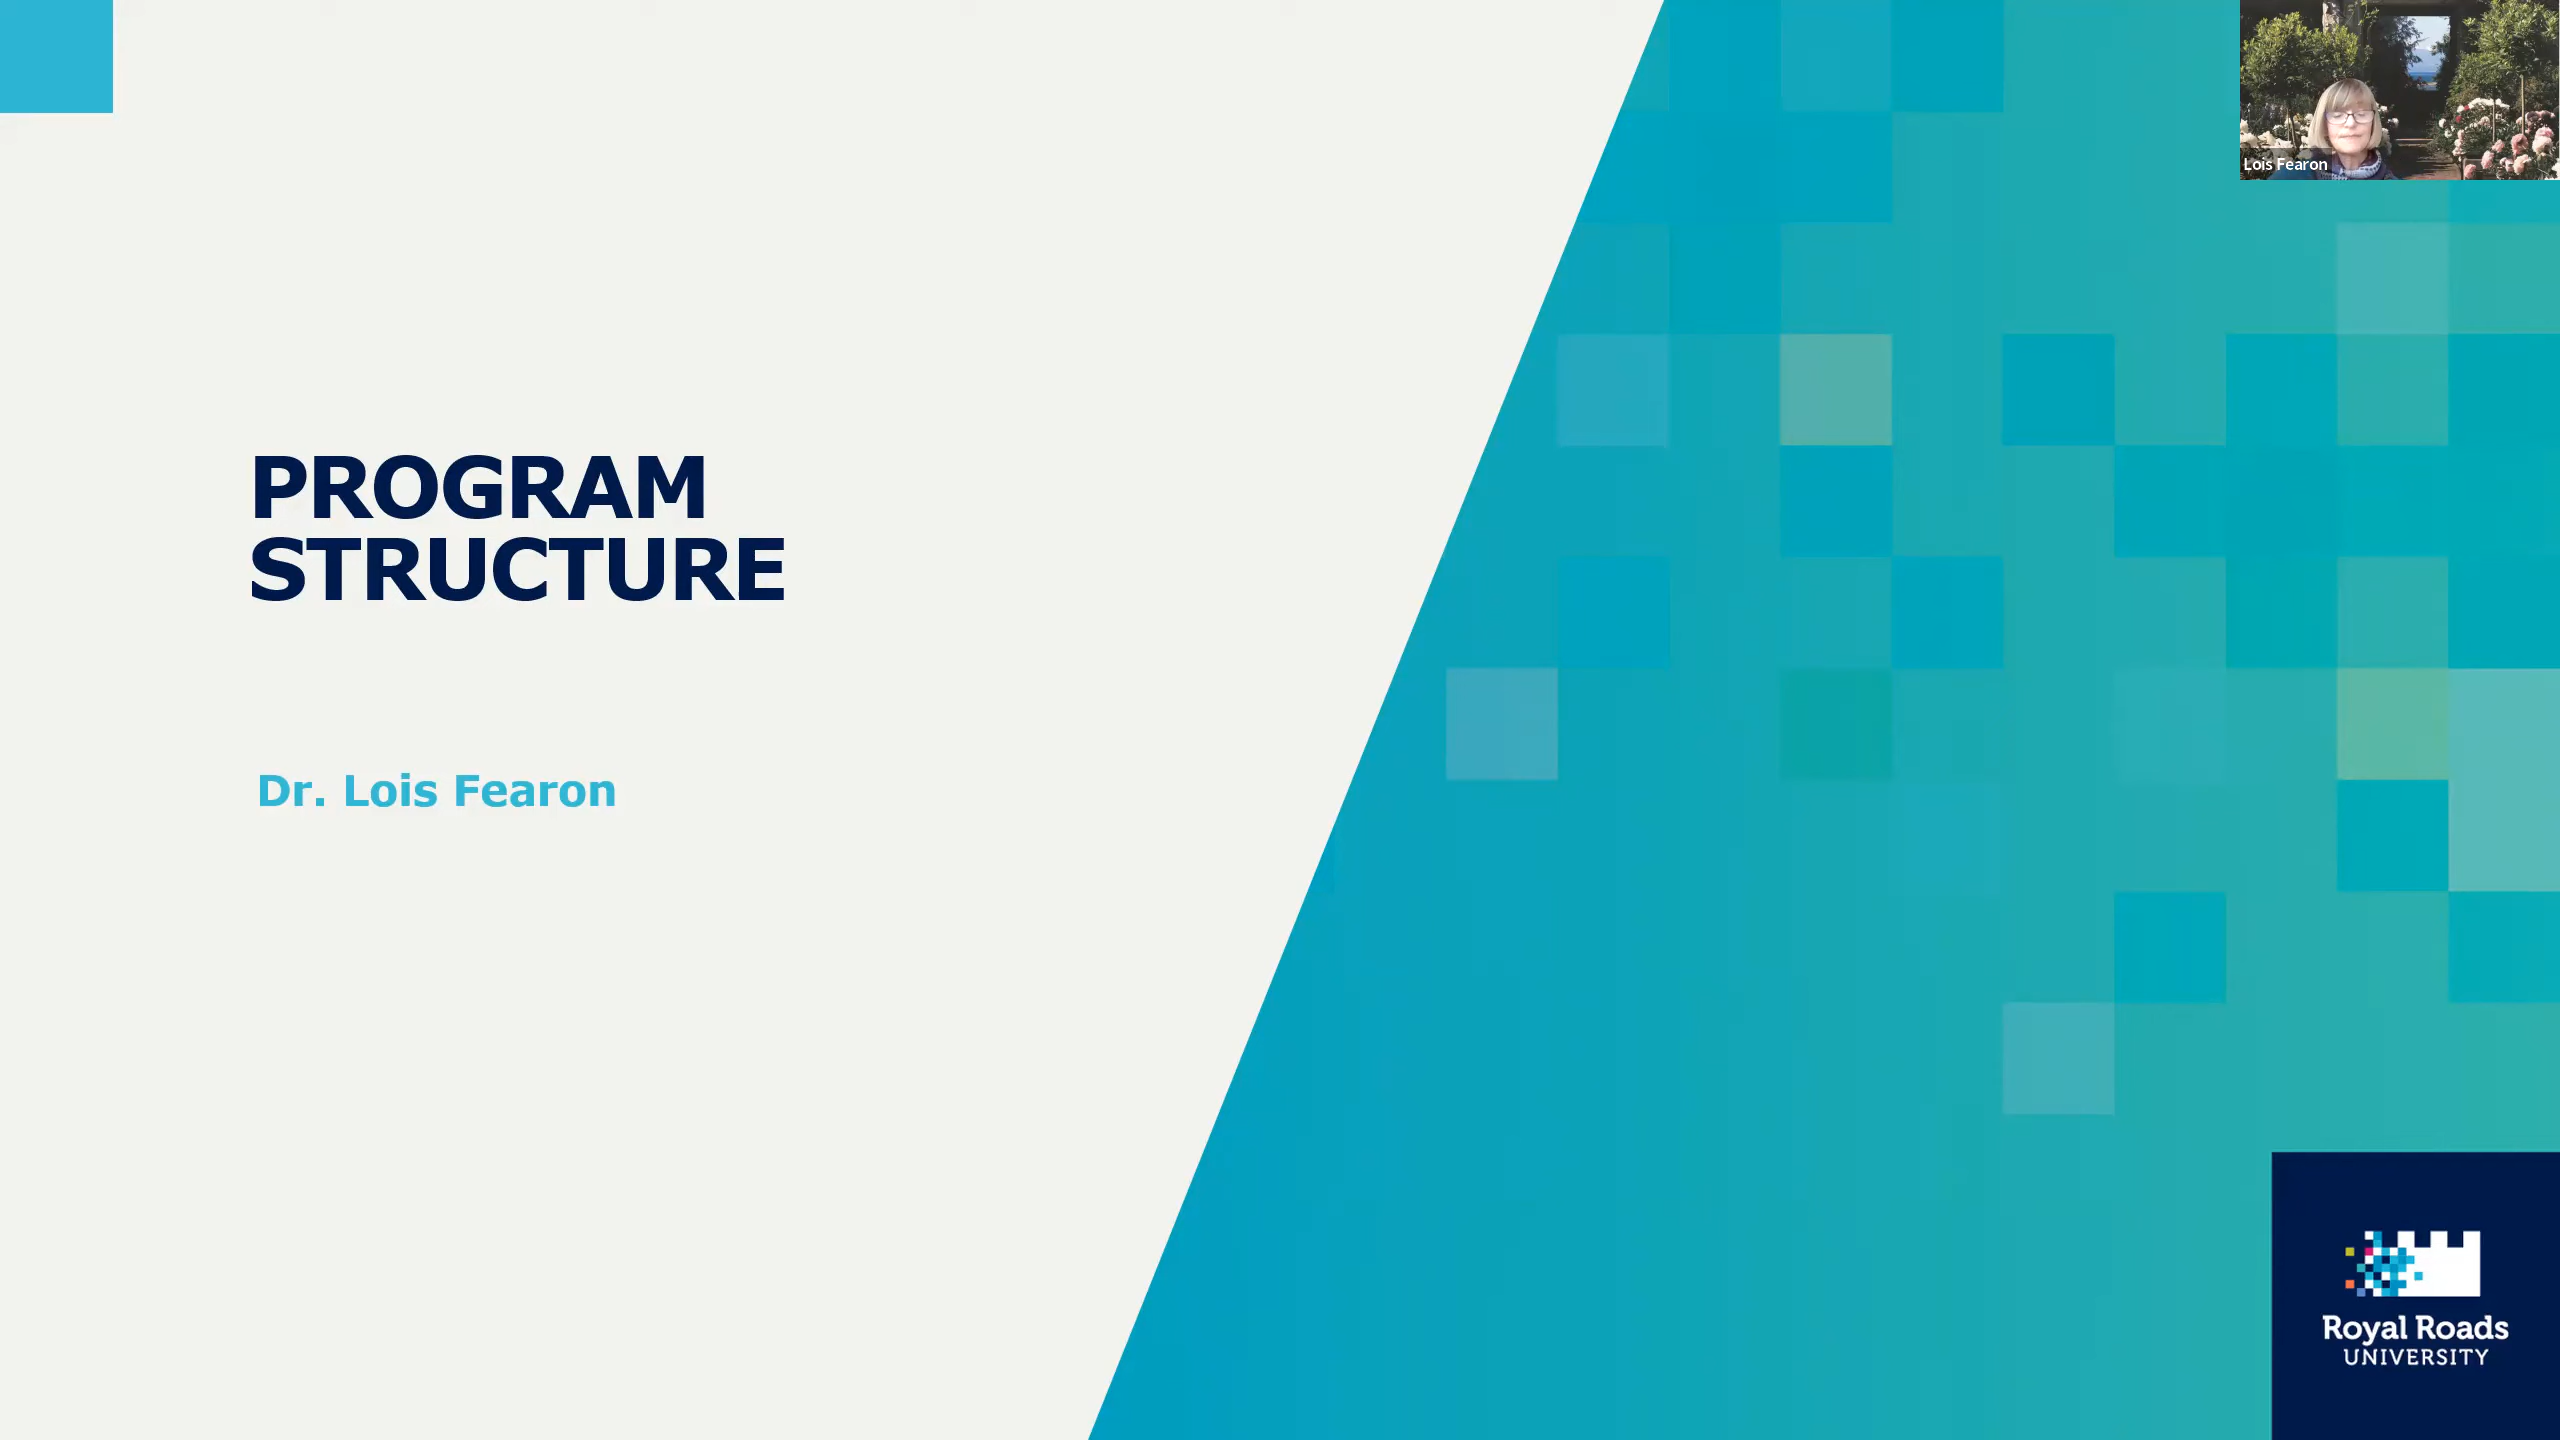 PROGRAM
STRUCTURE
Dr. Lois Fearon
Lois Fearon
Royal Roads
UNIVERSITY